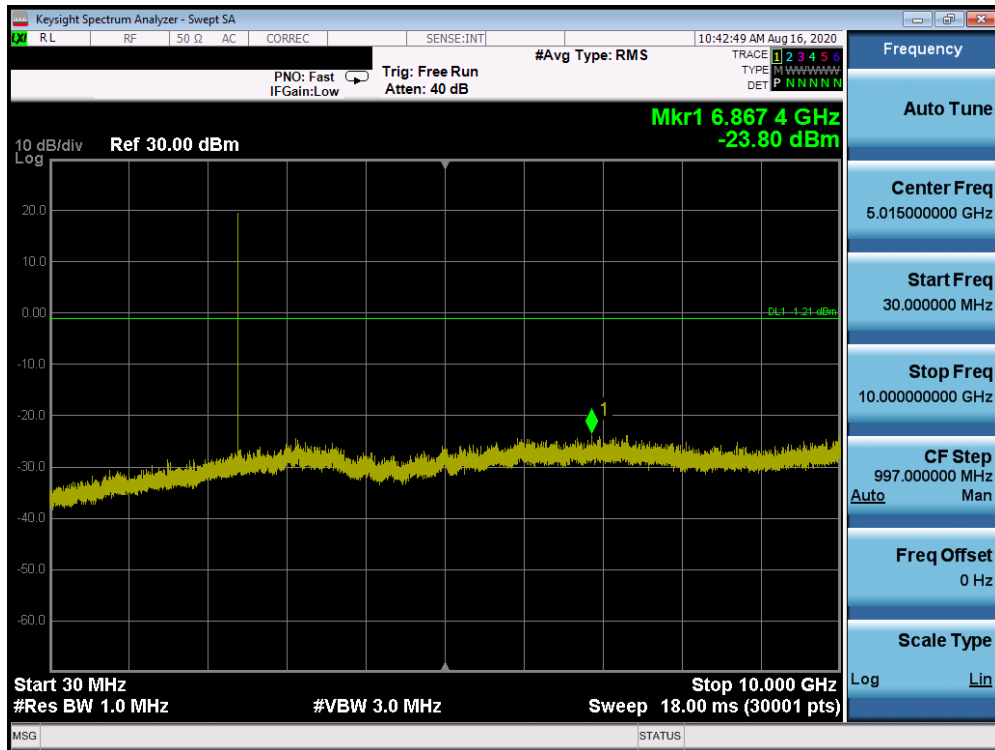 Keysight Spectrum Analyzer - Swept SA
LXI RL RF 50 Ω AC CORREC SENSE:INT 10:42:49 AM Aug 16, 2020
#Avg Type: RMS TRACE 1 2 3 4 5 6
PNO: Fast Trig: Free Run TYPE M WWWWW
IFGain:Low Atten: 40 dB DET P N N N N N
Mkr1 6.867 4 GHz
-23.80 dBm
10 dB/div Ref 30.00 dBm
Log
20.0
10.0
0.00
DL1 -1.21 dBm
-10.0
-20.0
1
-30.0
-40.0
-50.0
-60.0
Start 30 MHz Stop 10.000 GHz
#Res BW 1.0 MHz #VBW 3.0 MHz Sweep 18.00 ms (30001 pts)
MSG STATUS
Frequency
Auto Tune
Center Freq
5.015000000 GHz
Start Freq
30.000000 MHz
Stop Freq
10.000000000 GHz
CF Step
997.000000 MHz
Auto Man
Freq Offset
0 Hz
Scale Type
Log Lin